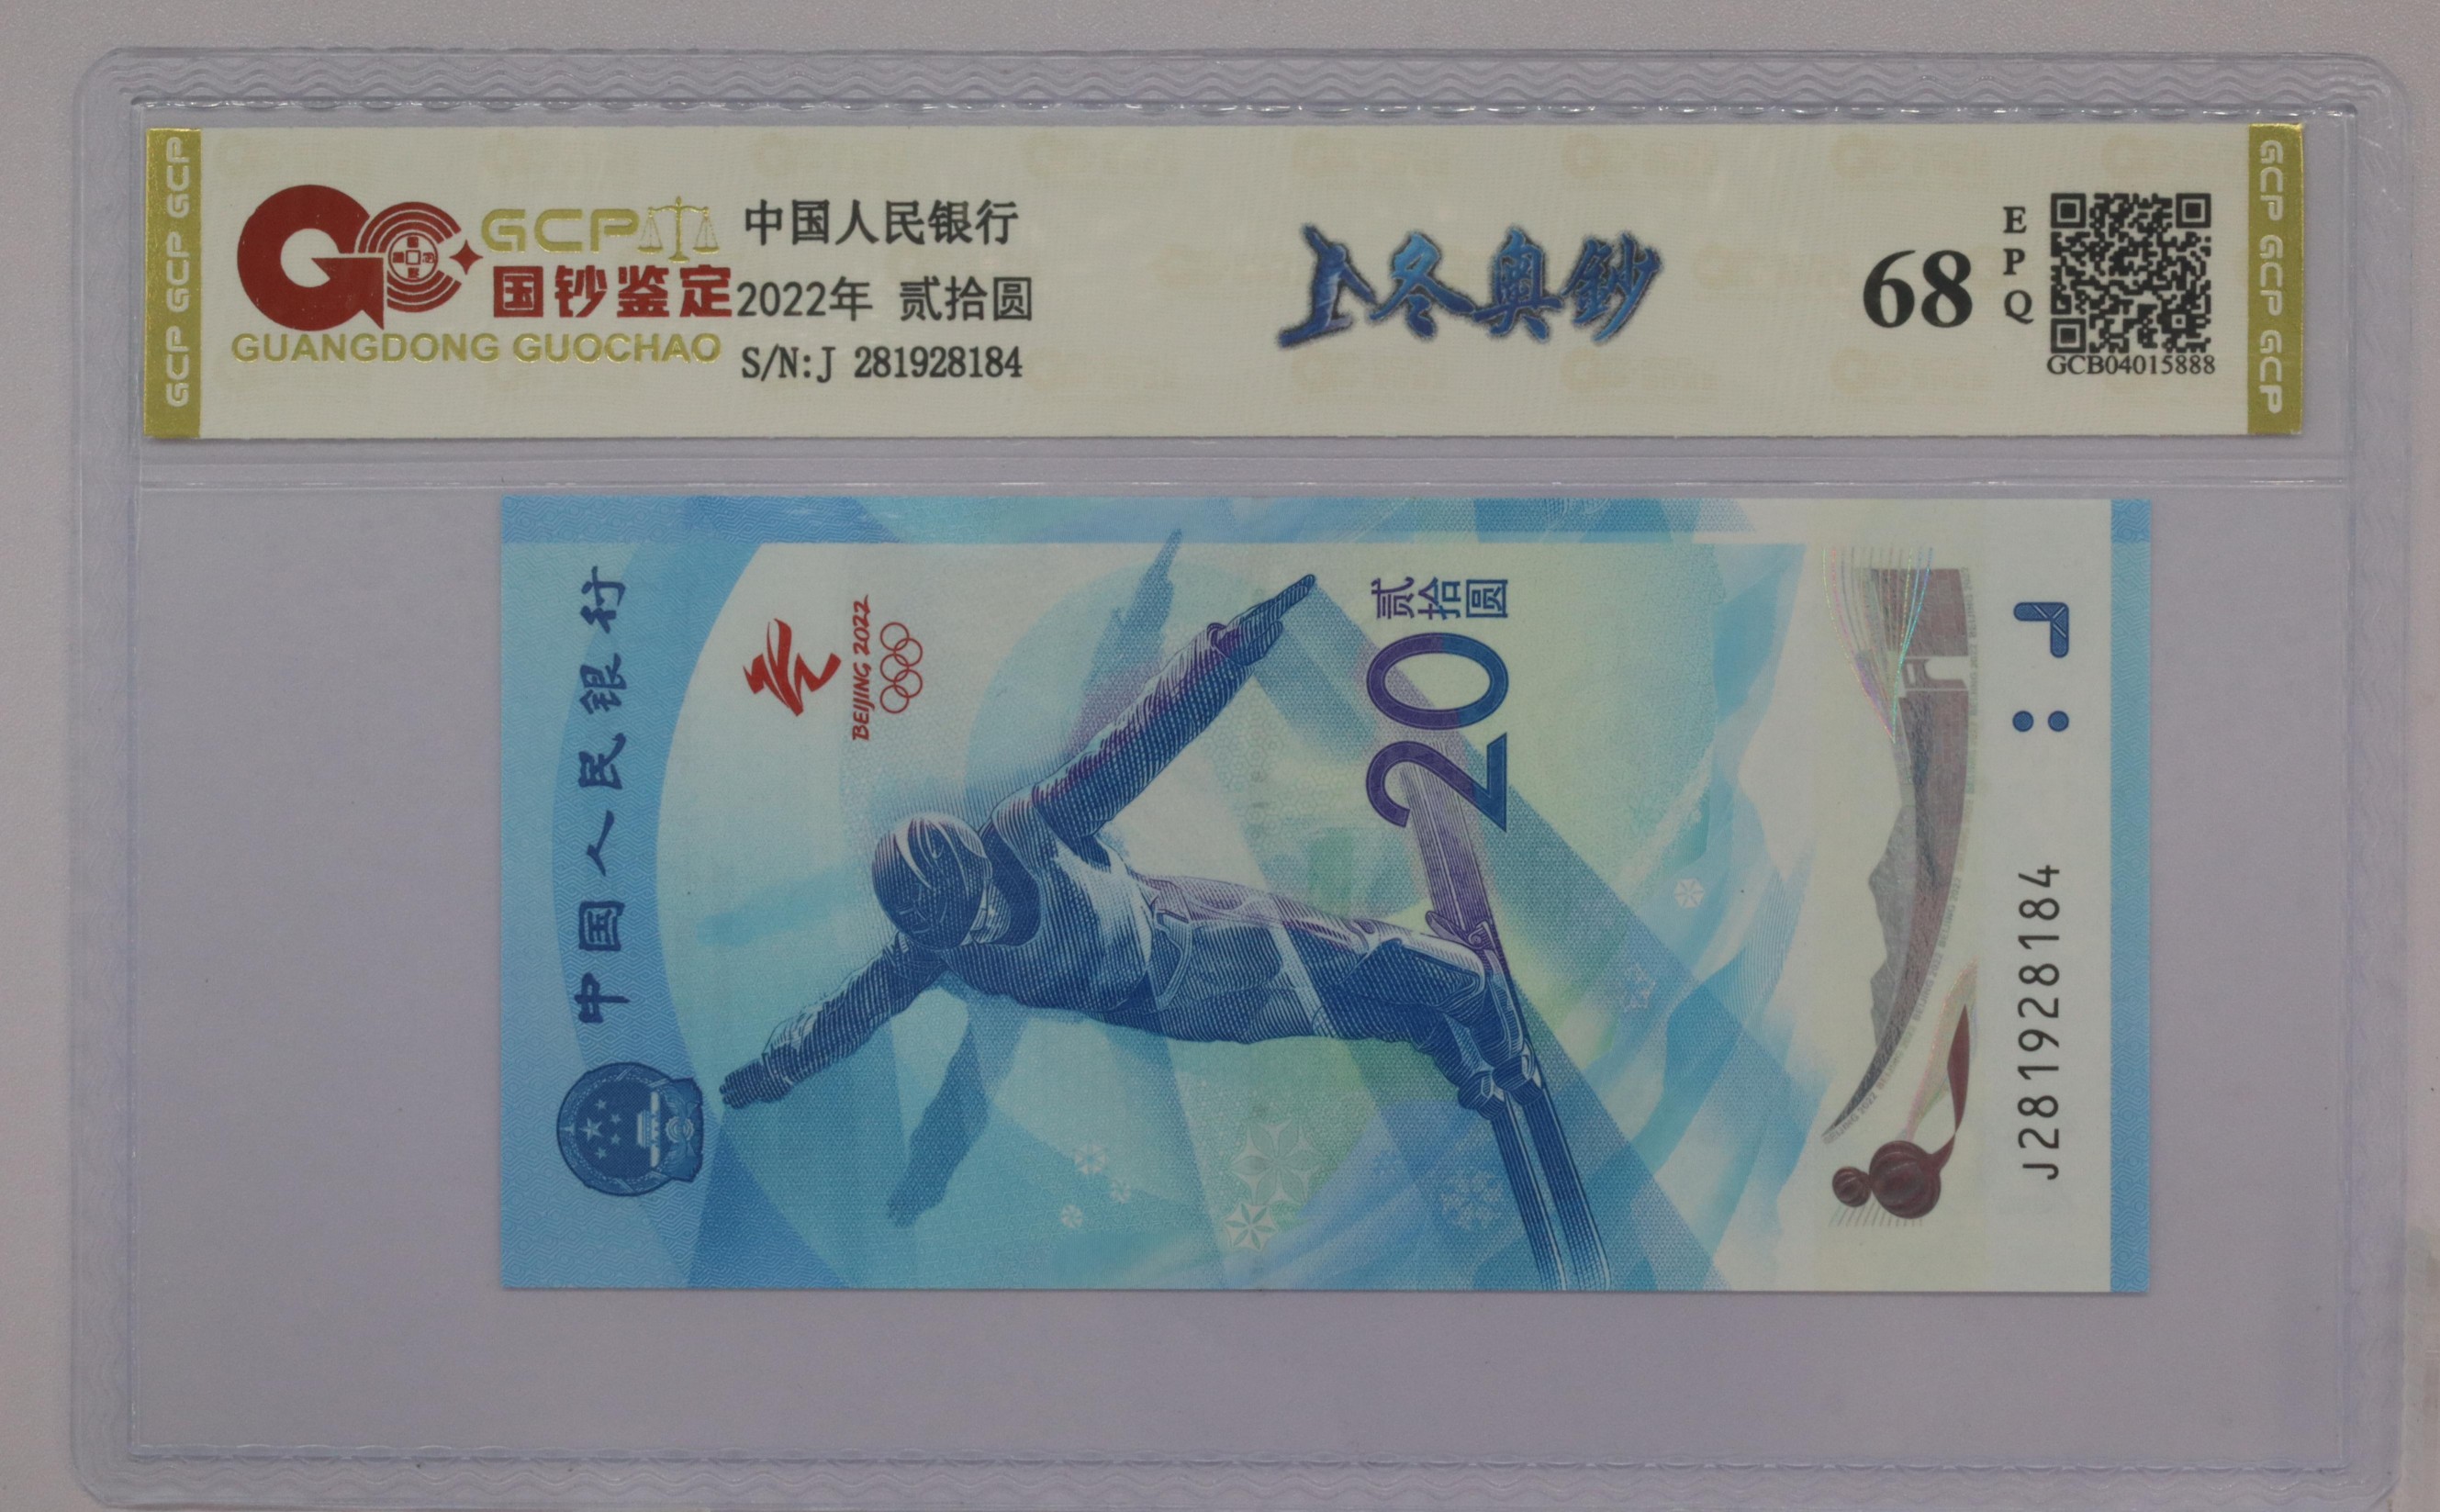 GCP GCP GCP
GCP
国钞鉴定
GUANGDONG GUOCHAO
中国人民银行
2022年 贰拾圆
S/N:J 281928184
上冬奥鈔
68
EPQ
GCB04015888
GCP GCP GCP
中国人民银行
BEIJING 2022
贰拾圆
20
J281928184